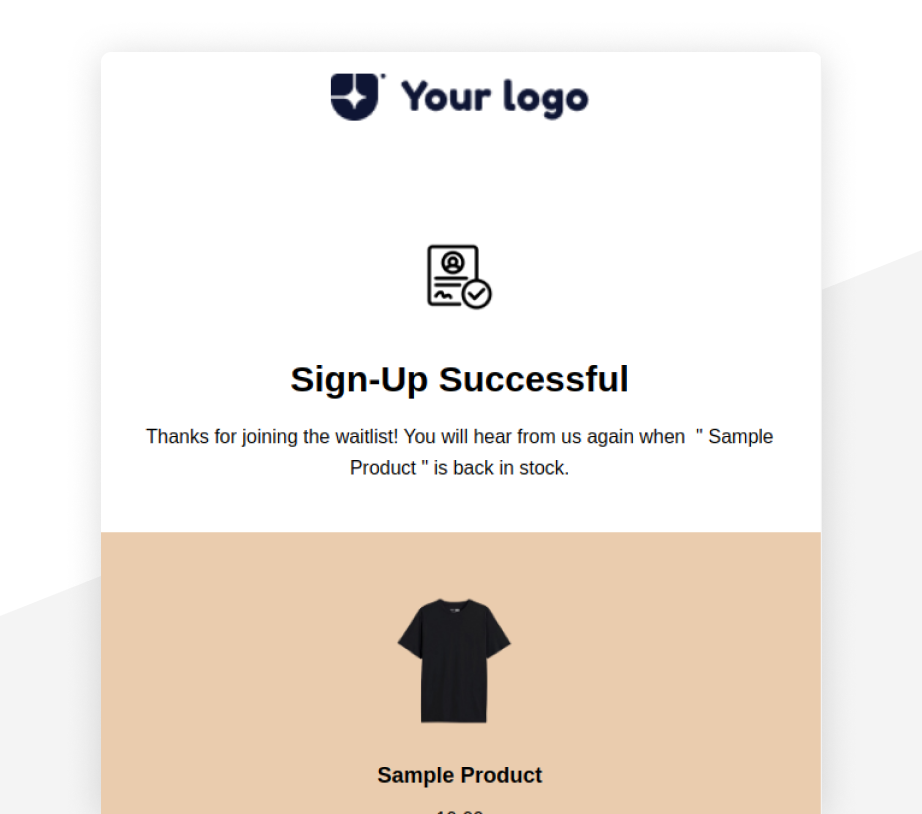 Your logo
Sign-Up Successful
Thanks for joining the waitlist! You will hear from us again when  " Sample
Product " is back in stock.
Sample Product